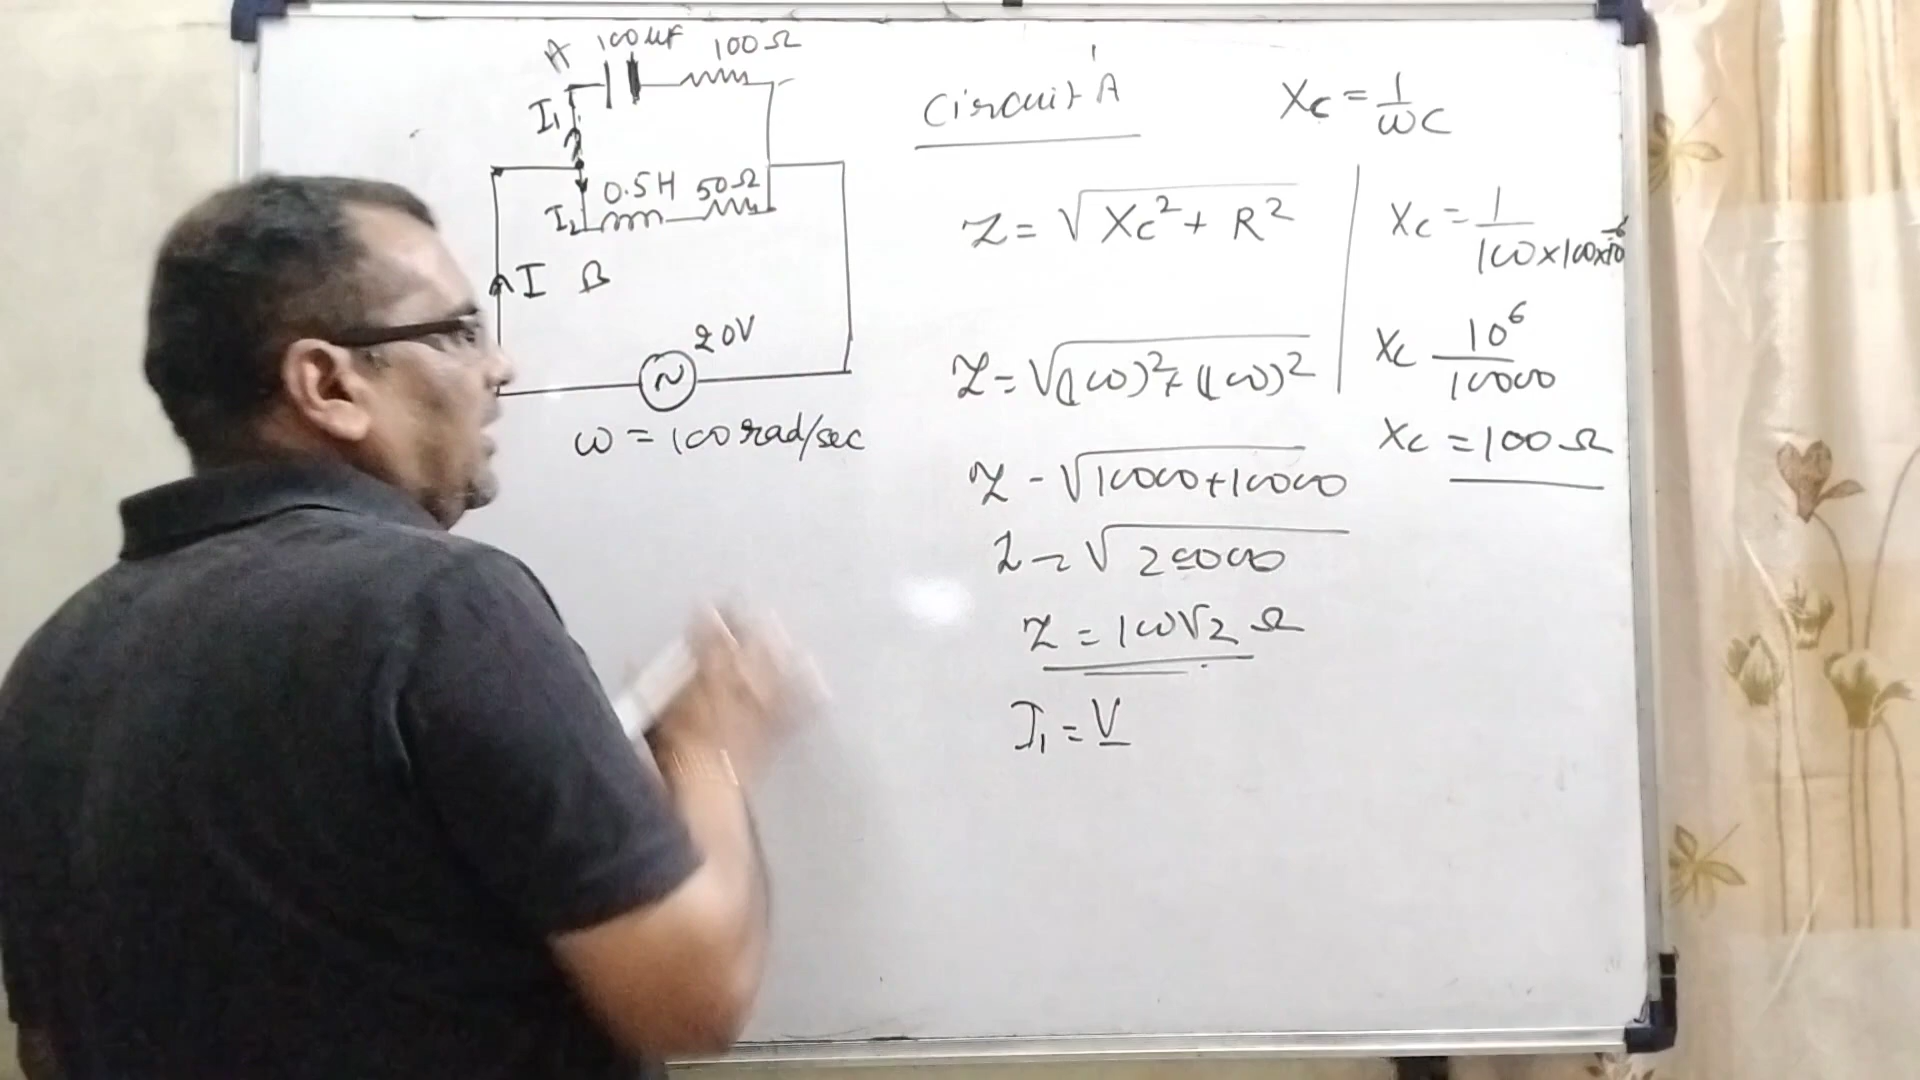 A 100μF 100Ω
I₁
0.5H 50Ω
I₂
I B
20V
ω = 100 rad/sec
Circuit A
Xc = 1/ωC
Z = √Xc² + R²
Z = √(100)² + (100)²
Z - √10000+10000
Z = √20000
Z = 100√2 Ω
I₁ = V
Xc = 1/100×100×10⁻⁶
Xc 10⁶/10000
Xc = 100Ω